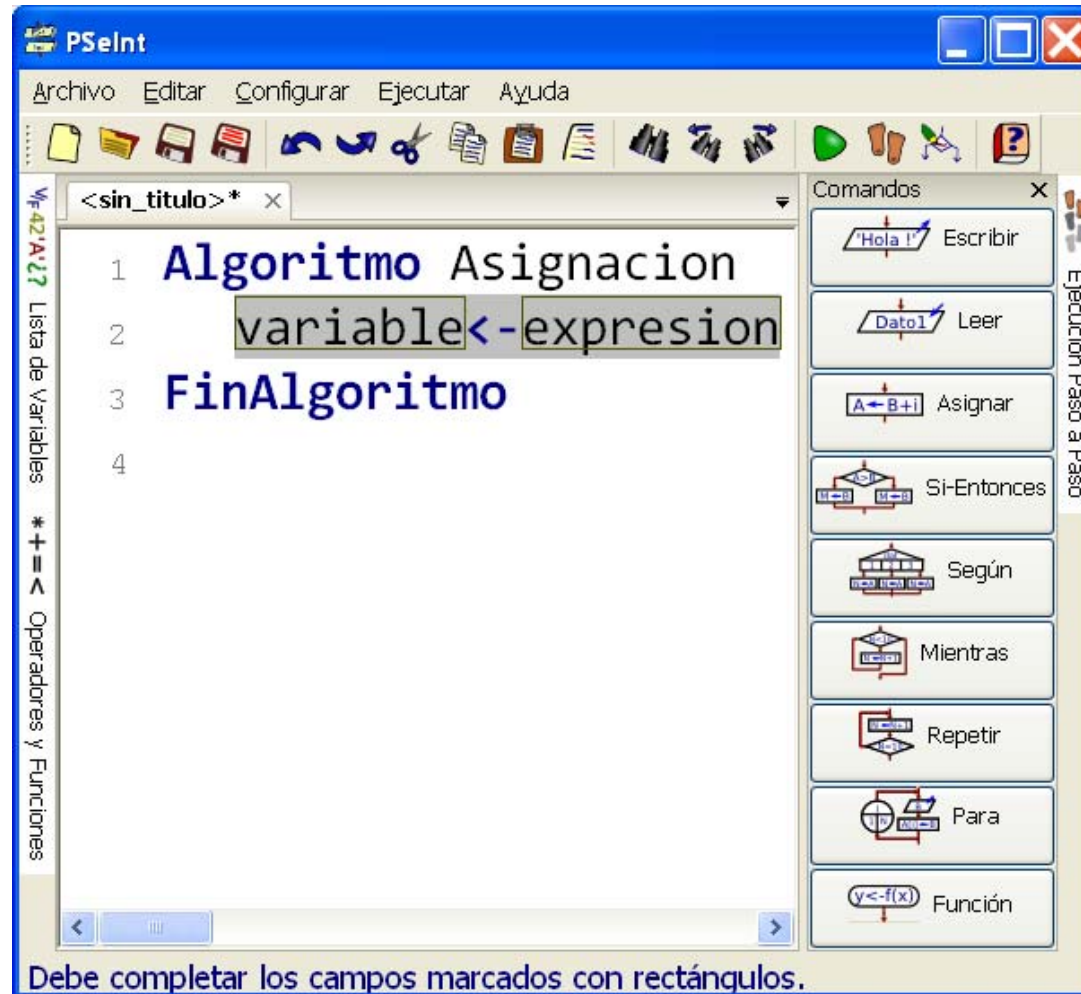 PSeInt
Archivo Editar Configurar Ejecutar Ayuda
<sin_titulo>*
1 Algoritmo Asignacion
2 variable<-expresion
3 FinAlgoritmo
4
42'A'¿? Lista de Variables
*+=< Operadores y Funciones
Comandos
'Hola !' Escribir
Dato1 Leer
A←B+i Asignar
A>B Si-Entonces
Según
Mientras
Repetir
Para
y<-f(x) Función
Ejecución Paso a Paso
Debe completar los campos marcados con rectángulos.